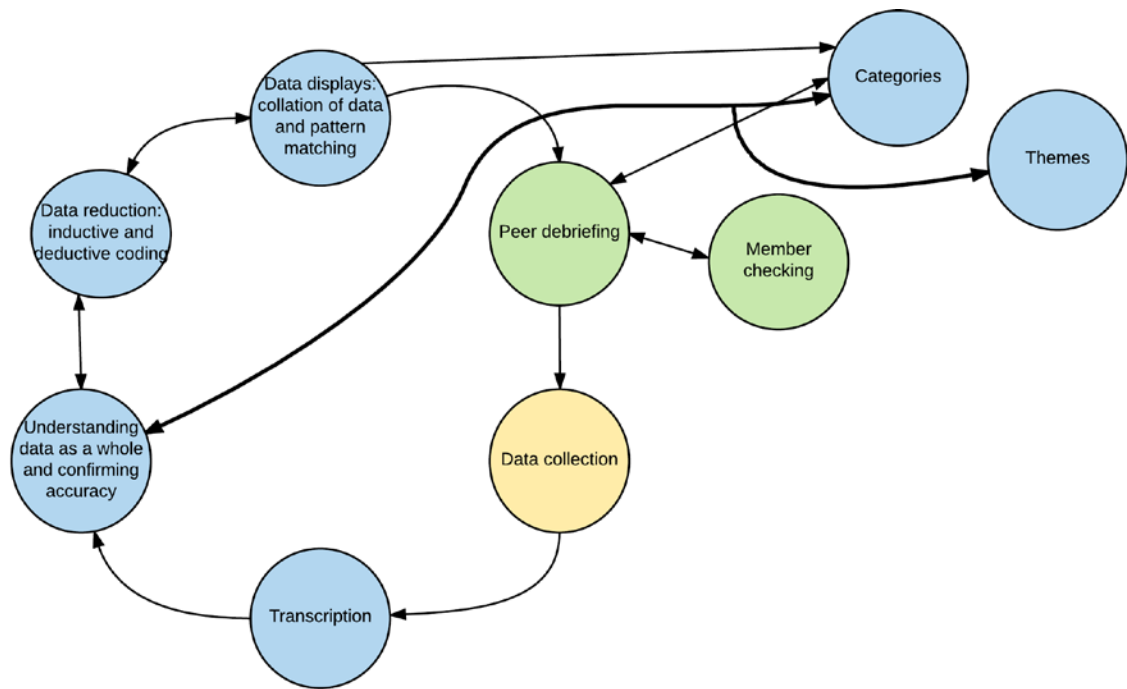 Data displays:
collation of data
and pattern
matching
Categories
Themes
Data reduction:
inductive and
deductive coding
Peer debriefing
Member
checking
Understanding
data as a whole
and confirming
accuracy
Data collection
Transcription